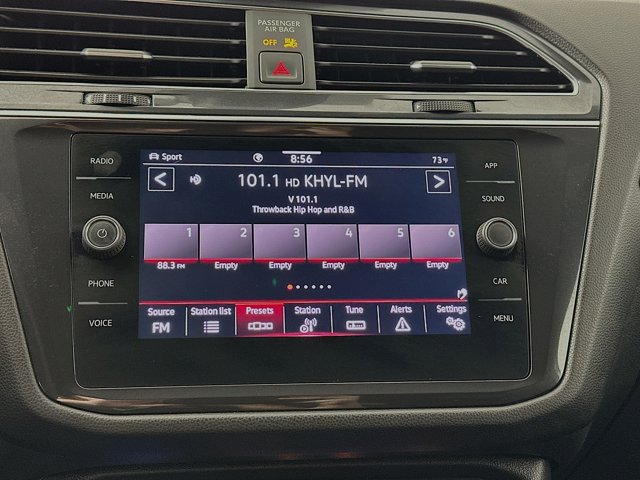 PASSENGER
AIR BAG
OFF
RADIO
MEDIA
PHONE
VOICE
Sport
8:56
73°F
101.1 HD KHYL-FM
V 101.1
Throwback Hip Hop and R&B
1 2 3 4 5 6
88.3 FM Empty Empty Empty Empty Empty
Source Station list Presets Station Tune Alerts Settings
FM
APP
SOUND
CAR
MENU